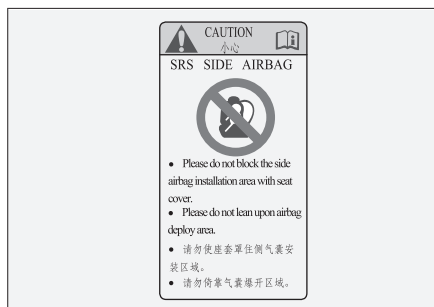 CAUTION
小心
SRS SIDE AIRBAG
• Please do not block the side
airbag installation area with seat
cover.
• Please do not lean upon airbag
deploy area.
• 请勿使座套罩住侧气囊安
装区域。
• 请勿倚靠气囊爆开区域。